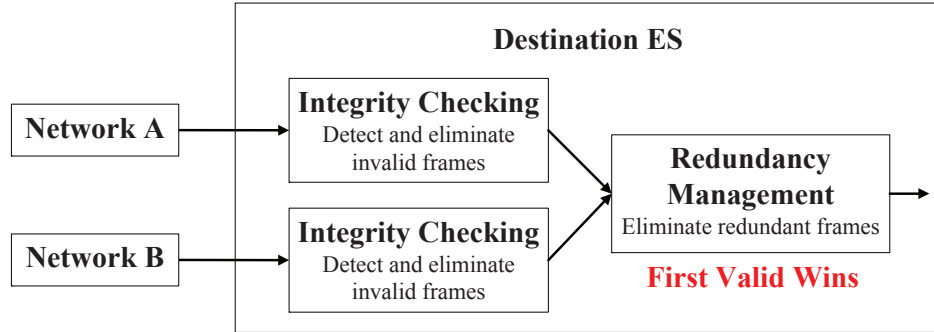 Destination ES
Network A
Integrity Checking
Detect and eliminate
invalid frames
Network B
Integrity Checking
Detect and eliminate
invalid frames
Redundancy
Management
Eliminate redundant frames
First Valid Wins